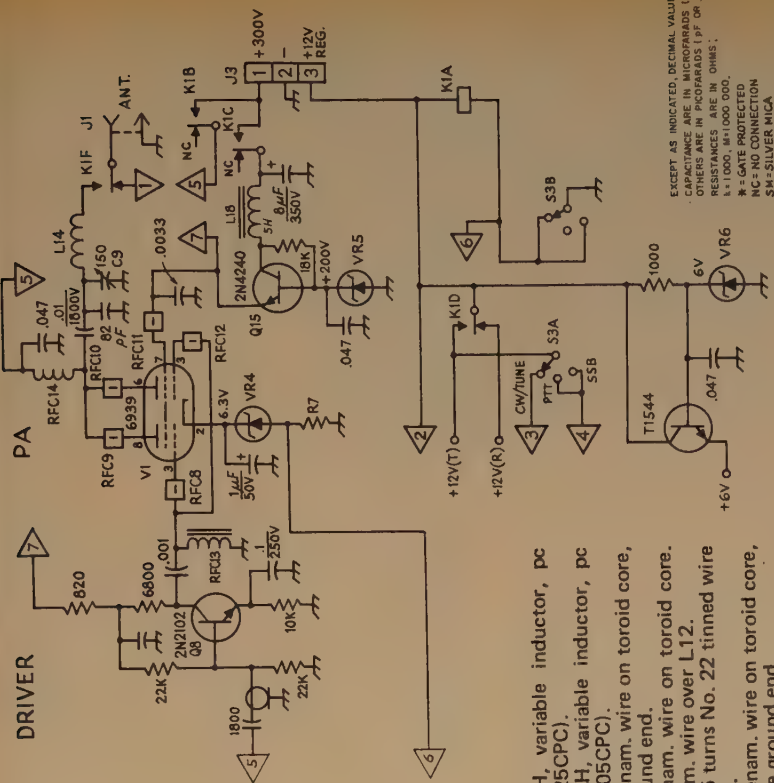 DRIVER
PA
7
820
6800
22K
2N2102
Q8
.001
RFC13
.1
250V
10K
22K
1800
5
6
RFC9
8
6939
V1
3
RFC8
1µF
50V
6.3V
2
VR4
R7
RFC14
.047
.01
1800V
RFC10
6
RFC11
7
3
RFC12
82
pF
150
C9
L14
5
K1F
J1
ANT.
1
.0033
7
2N4240
Q15
L18
5H
18K
+200V
.047
VR5
8µF
350V
5
NC
K1B
K1C
NC
J3
1
2
3
+300V
-
+12V
REG.
K1A
6
S3B
2
+12V(T)
+12V(R)
K1D
S3A
CW/TUNE
PTT
SSB
3
4
1000
6V
VR6
.047
T1544
+6V
EXCEPT AS INDICATED, DECIMAL
CAPACITANCE ARE IN MICROFARADS
OTHERS ARE IN PICOFARADS ( pF OR
RESISTANCES ARE IN OHMS;
k=1000, M=1000 000.
* = GATE PROTECTED
NC = NO CONNECTION
SM = SILVER MICA
H, variable inductor, pc
5CPC).
H, variable inductor, pc
05CPC).
nam. wire on toroid core,
und end.
nam. wire on toroid core.
m. wire over L12.
turns No. 22 tinned wire
nam. wire on toroid core,
ground end